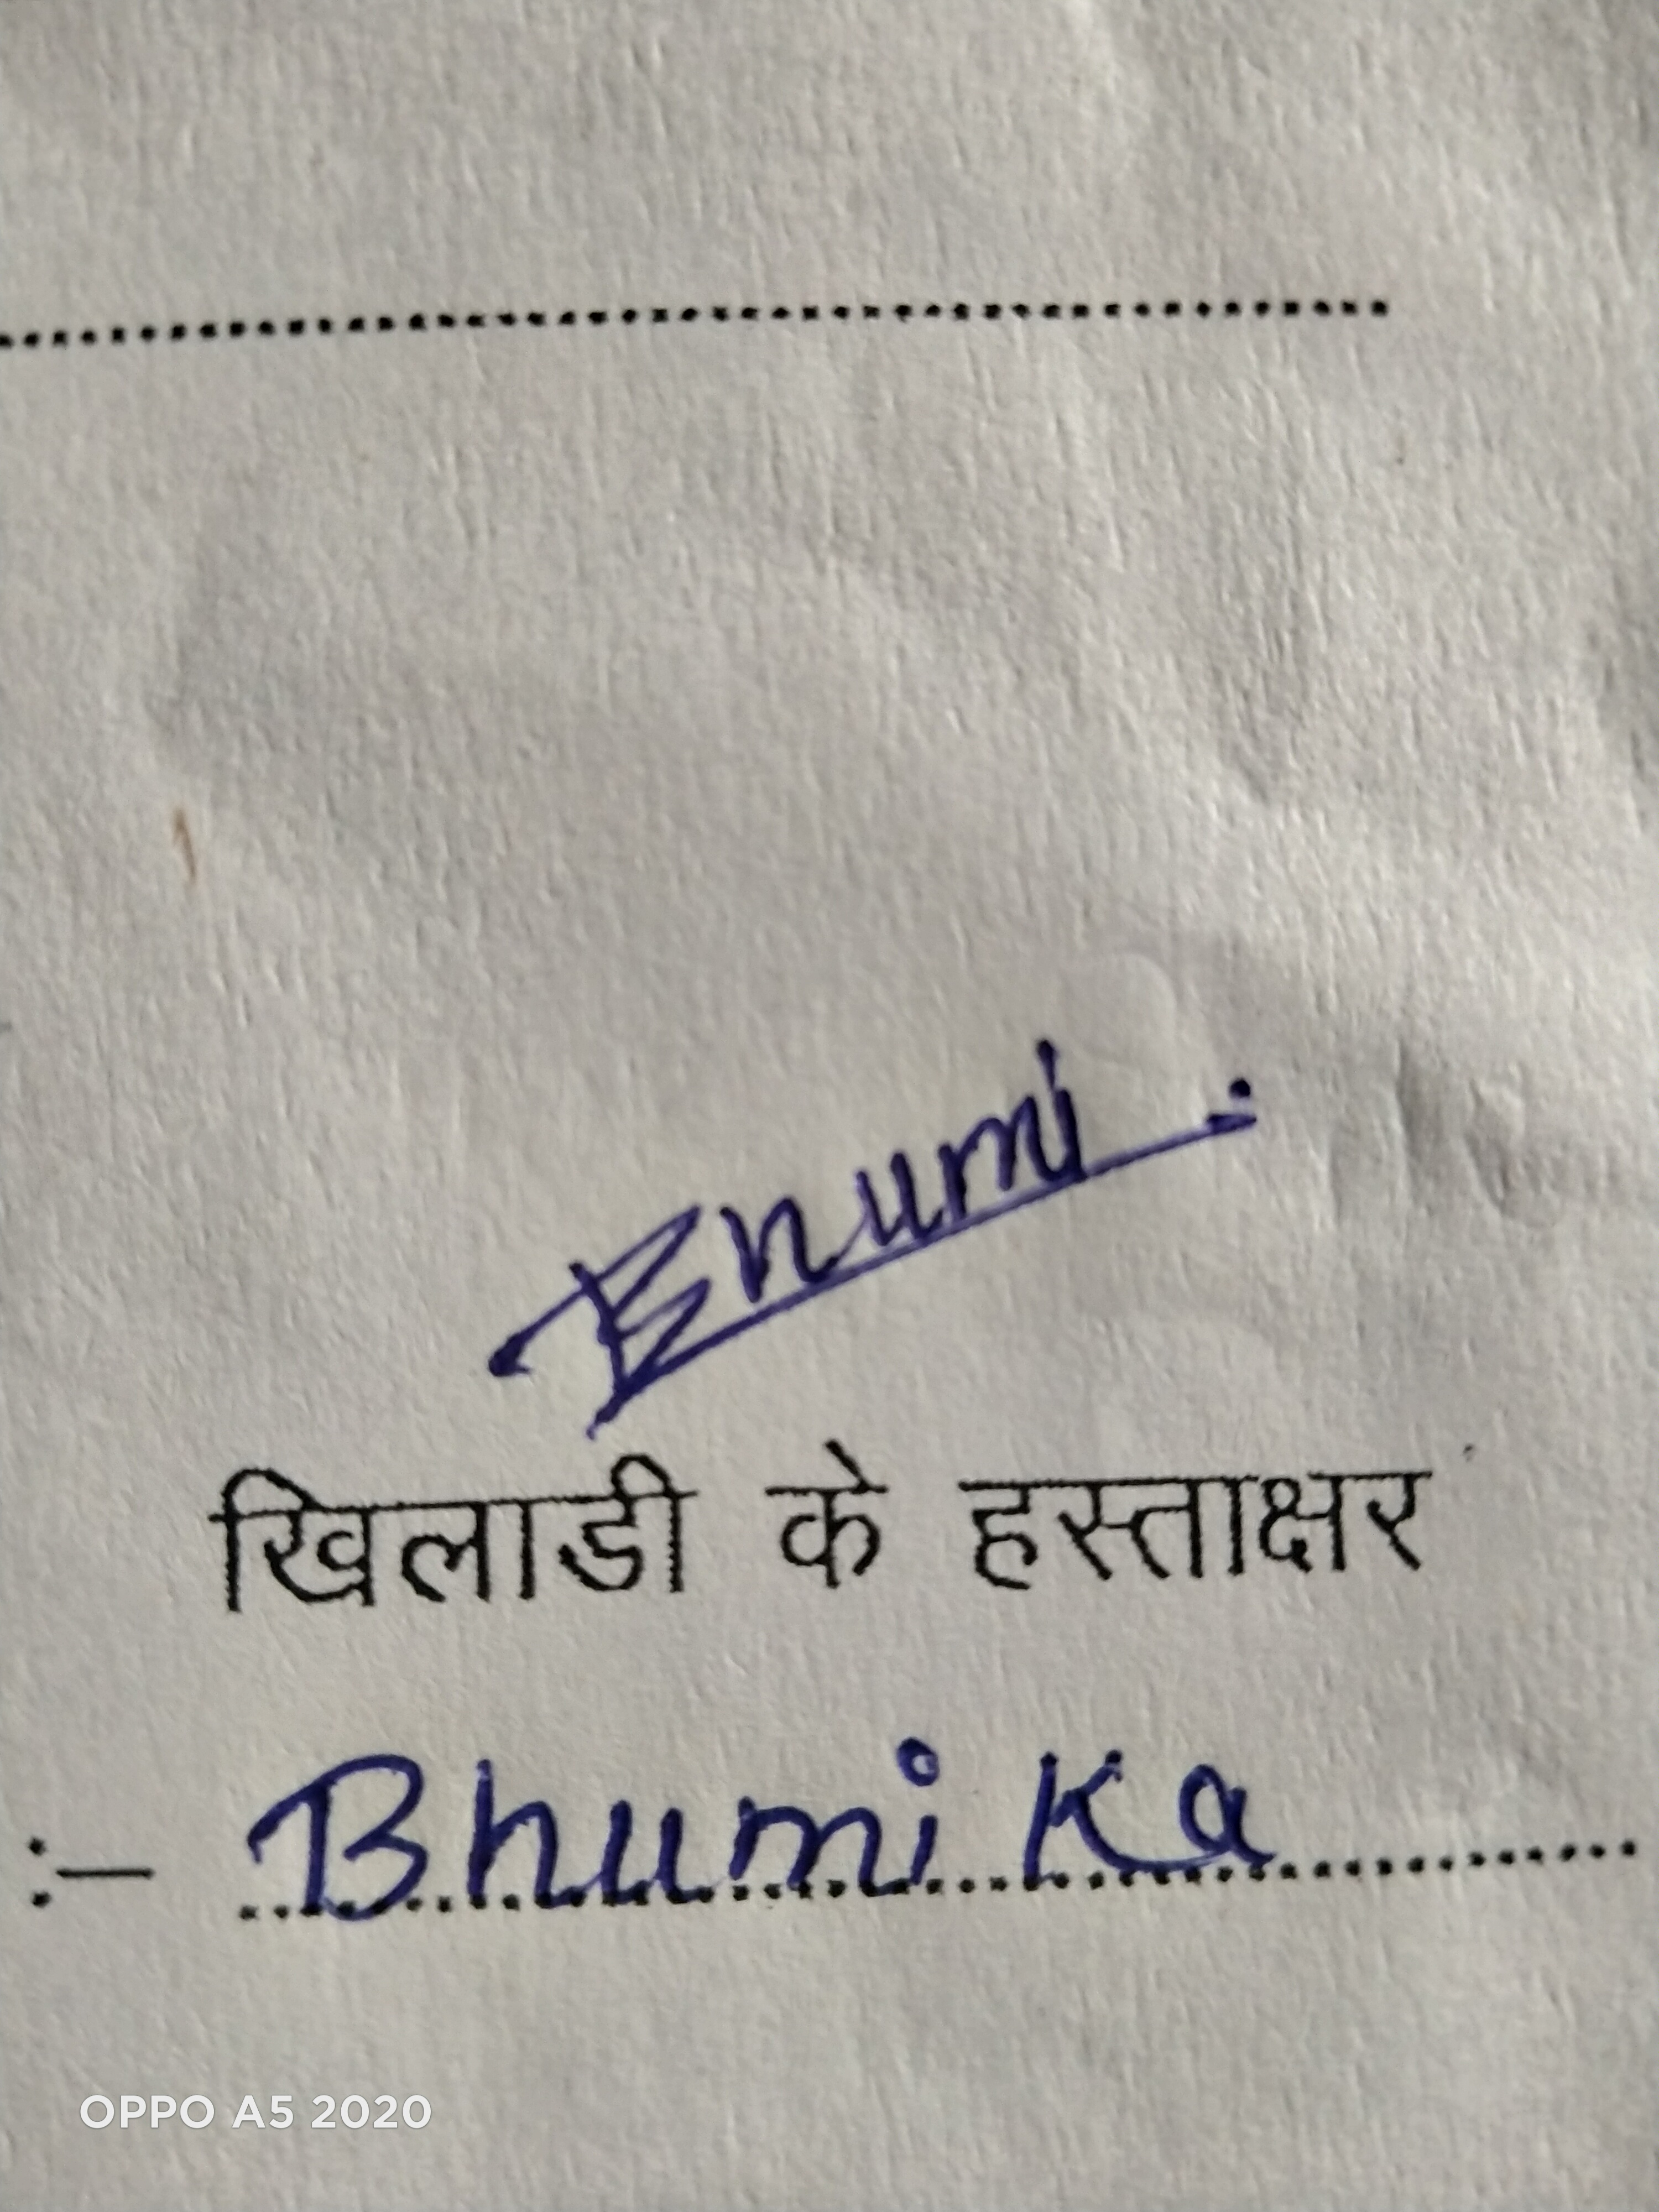 Bhumi
खिलाडी के हस्ताक्षर
:— Bhumika
OPPO A5 2020